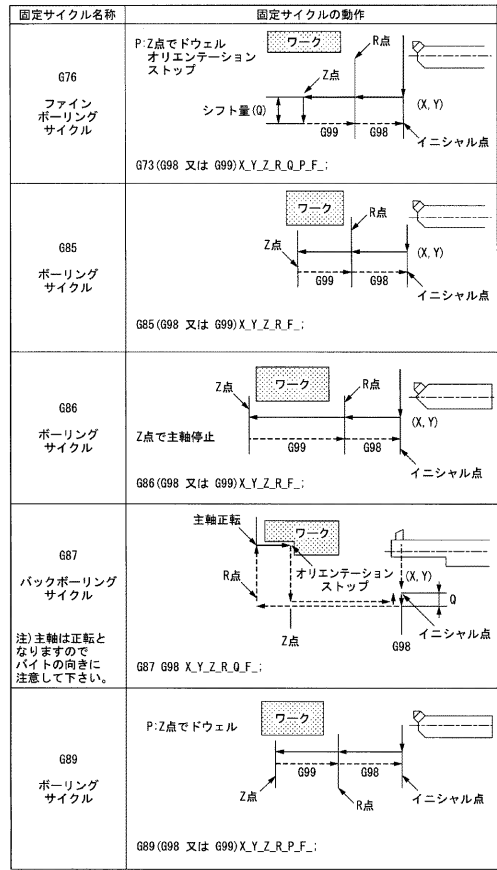 固定サイクル名称
固定サイクルの動作
G76
ファイン
ボーリング
サイクル
P:Z点でドウェル
オリエンテーション
ストップ
ワーク
R点
Z点
シフト量(Q)
(X, Y)
G99
G98
イニシャル点
G73(G98 又は G99)X_Y_Z_R_Q_P_F_;
G85
ボーリング
サイクル
ワーク
R点
Z点
(X, Y)
G99
G98
イニシャル点
G85(G98 又は G99)X_Y_Z_R_F_;
G86
ボーリング
サイクル
Z点
ワーク
R点
(X, Y)
Z点で主軸停止
G99
G98
イニシャル点
G86(G98 又は G99)X_Y_Z_R_F_;
G87
バックボーリング
サイクル
注)主軸は正転と
なりますので
バイトの向きに
注意して下さい。
主軸正転
ワーク
R点
オリエンテーション
ストップ
(X, Y)
Q
Z点
イニシャル点
G98
G87 G98 X_Y_Z_R_Q_F_;
G89
ボーリング
サイクル
P:Z点でドウェル
ワーク
G99
G98
Z点
R点
イニシャル点
G89(G98 又は G99)X_Y_Z_R_P_F_;